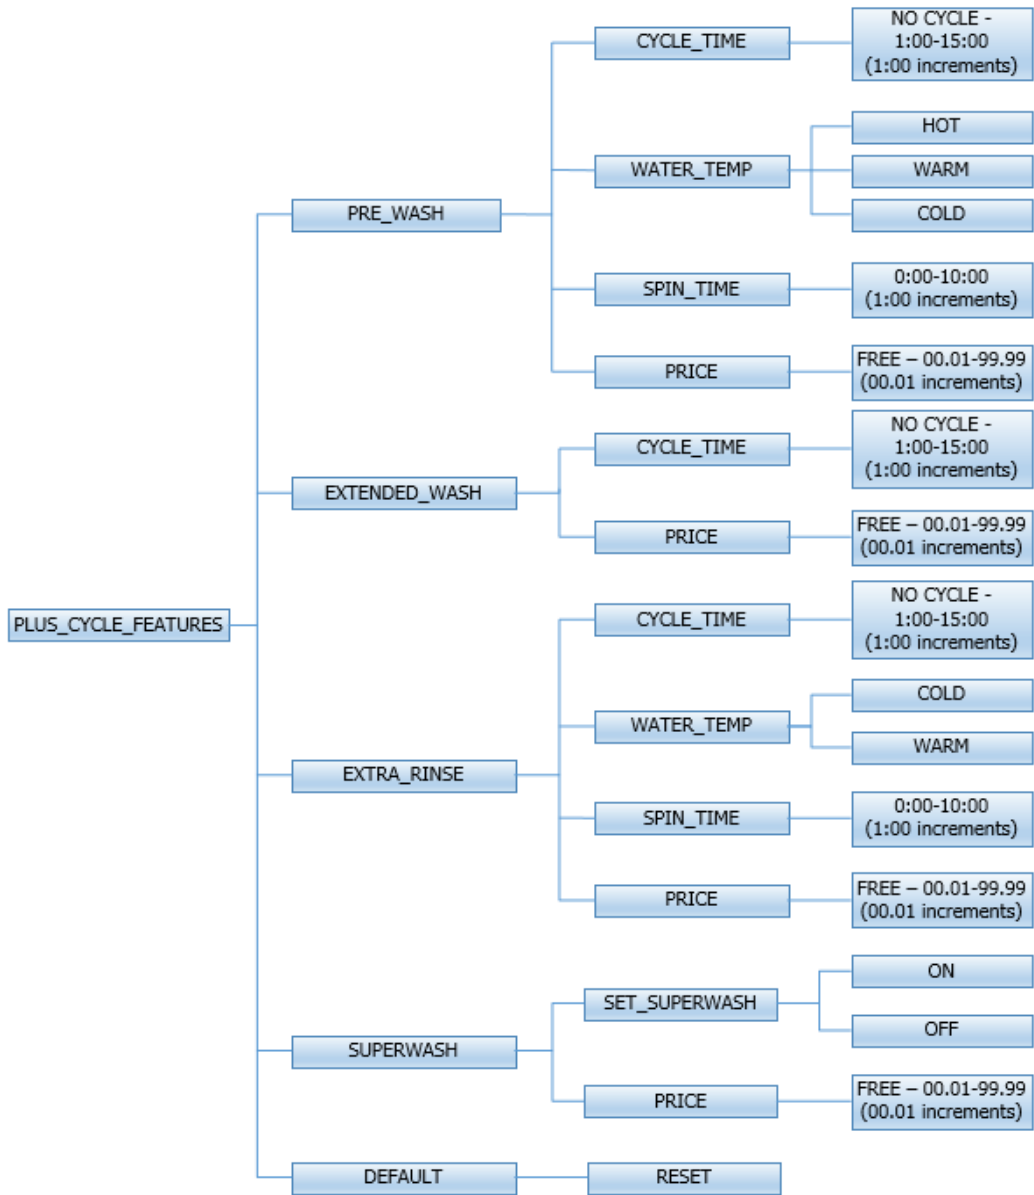 PLUS_CYCLE_FEATURES
PRE_WASH
CYCLE_TIME
NO CYCLE -
1:00-15:00
(1:00 increments)
WATER_TEMP
HOT
WARM
COLD
SPIN_TIME
0:00-10:00
(1:00 increments)
PRICE
FREE – 00.01-99.99
(00.01 increments)
EXTENDED_WASH
CYCLE_TIME
NO CYCLE -
1:00-15:00
(1:00 increments)
PRICE
FREE – 00.01-99.99
(00.01 increments)
EXTRA_RINSE
CYCLE_TIME
NO CYCLE -
1:00-15:00
(1:00 increments)
WATER_TEMP
COLD
WARM
SPIN_TIME
0:00-10:00
(1:00 increments)
PRICE
FREE – 00.01-99.99
(00.01 increments)
SUPERWASH
SET_SUPERWASH
ON
OFF
PRICE
FREE – 00.01-99.99
(00.01 increments)
DEFAULT
RESET